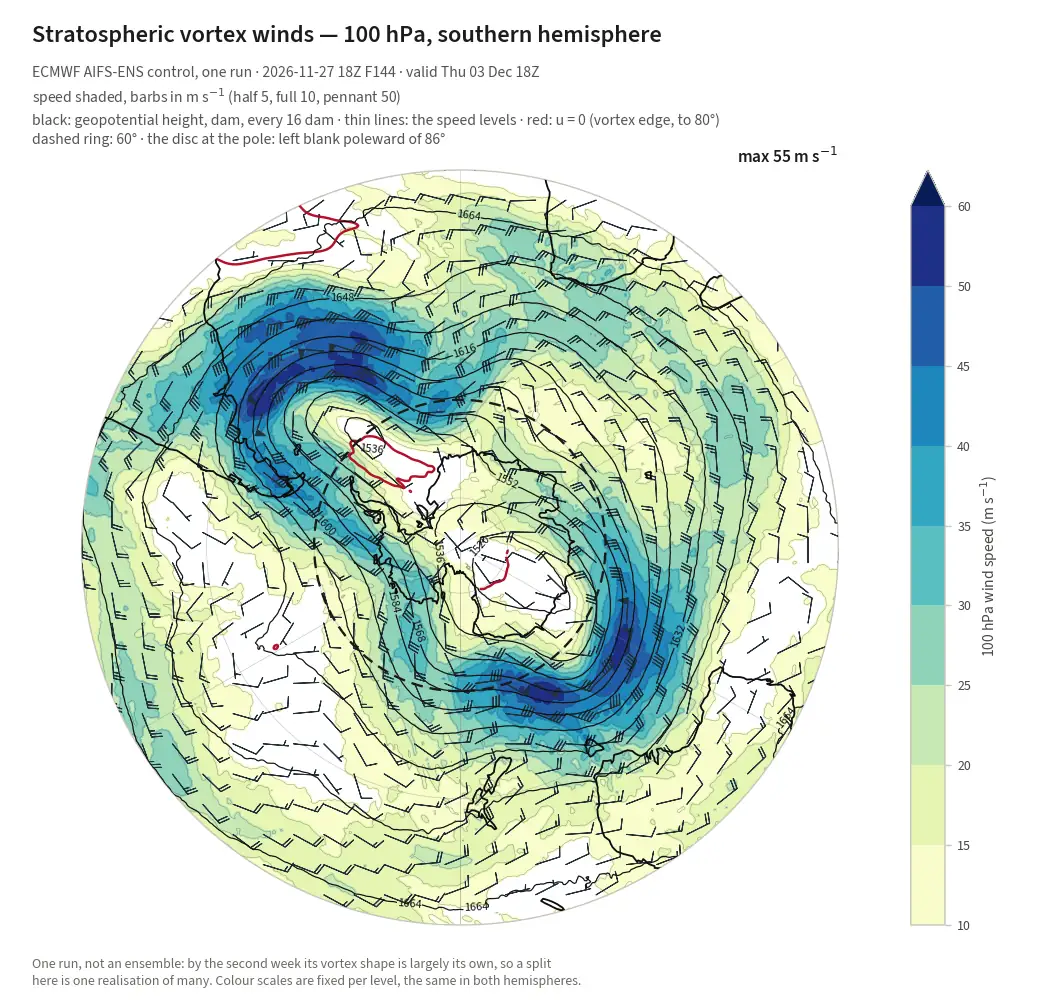 Stratospheric vortex winds — 100 hPa, southern hemisphere
ECMWF AIFS-ENS control, one run · 2026-11-27 18Z F144 · valid Thu 03 Dec 18Z
speed shaded, barbs in m s⁻¹ (half 5, full 10, pennant 50)
black: geopotential height, dam, every 16 dam · thin lines: the speed levels · red: u = 0 (vortex edge, to 80°)
dashed ring: 60° · the disc at the pole: left blank poleward of 86°
max 55 m s⁻¹
1664
1648
1616
1536
1552
1600
1536
1520
1584
1568
1632
1664
1664
1664
60
50
45
40
35
30
25
20
15
10
100 hPa wind speed (m s⁻¹)
One run, not an ensemble: by the second week its vortex shape is largely its own, so a split
here is one realisation of many. Colour scales are fixed per level, the same in both hemispheres.